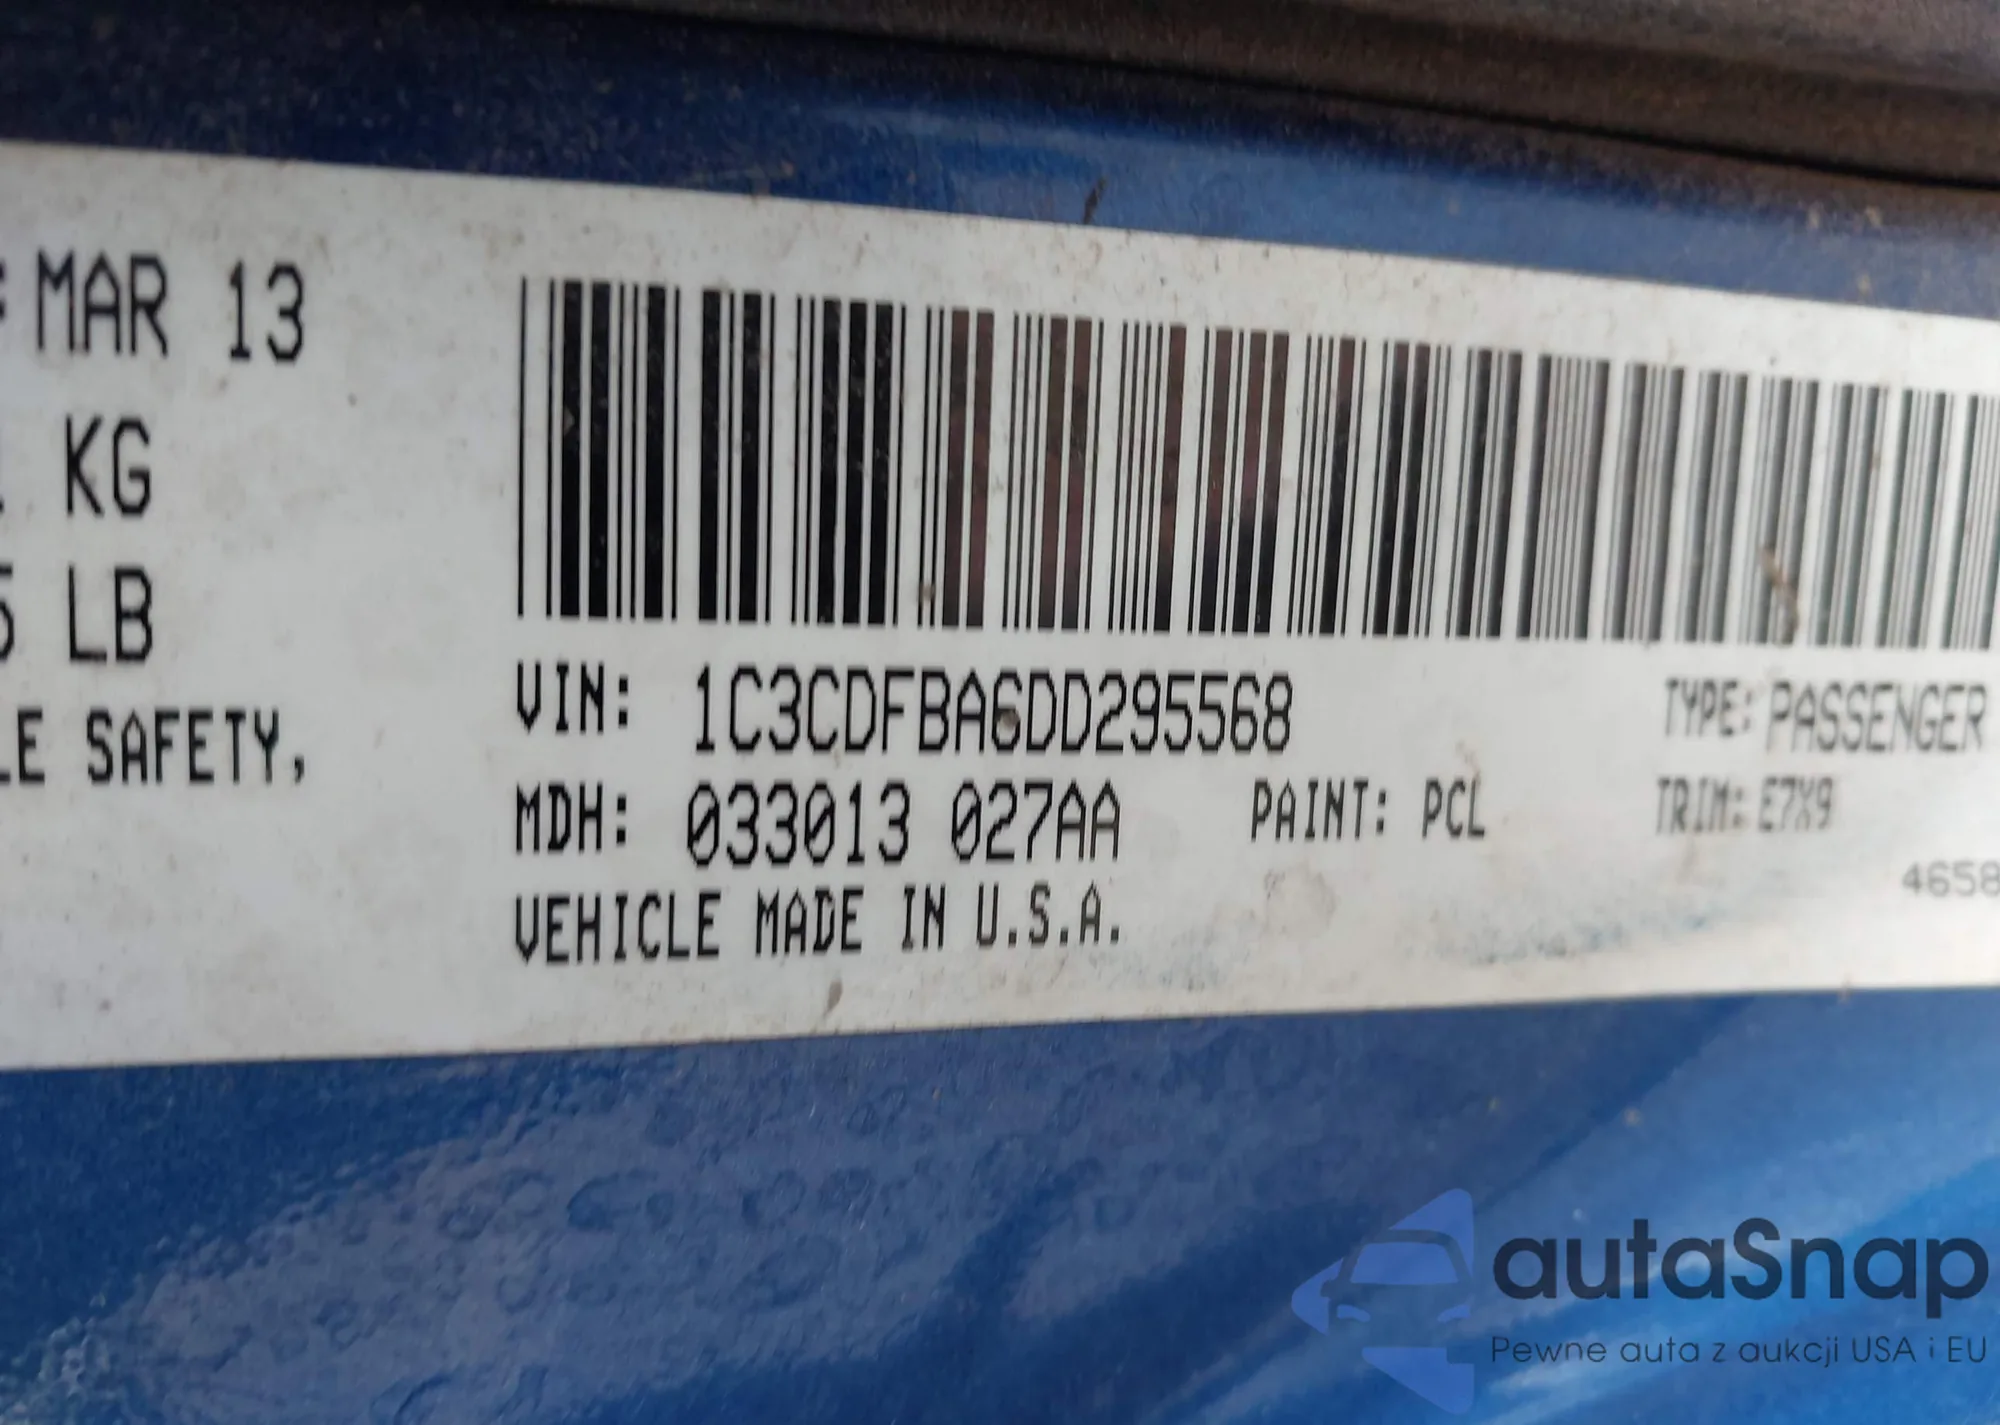 MAR 13
KG
LB
SAFETY,
VIN: 1C3CDFBA6DD295568
TYPE: PASSENGER
MDH: 033013 027AA
PAINT: PCL
TRIM: E7X9
VEHICLE MADE IN U.S.A.
4658
autaSnap
Pewne auta z aukcji USA i EU